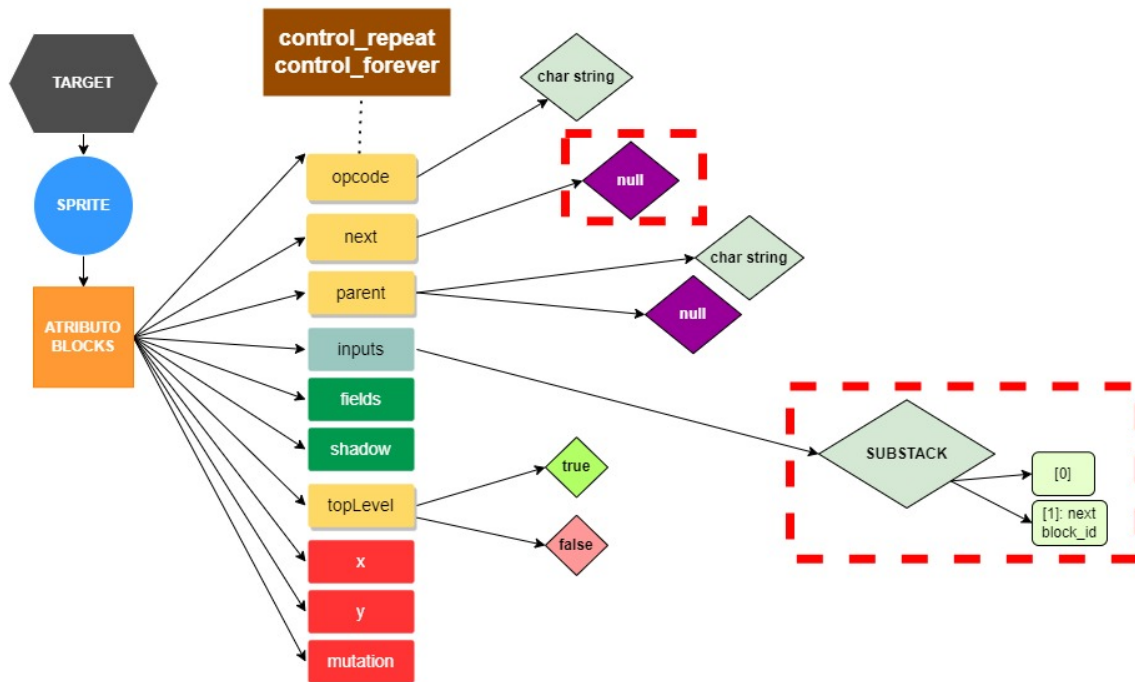 control_repeat
control_forever
TARGET
char string
opcode
null
SPRITE
next
char string
parent
null
ATRIBUTO
BLOCKS
inputs
fields
shadow
SUBSTACK
true
[0]
topLevel
[1]: next
block_id
false
x
y
mutation